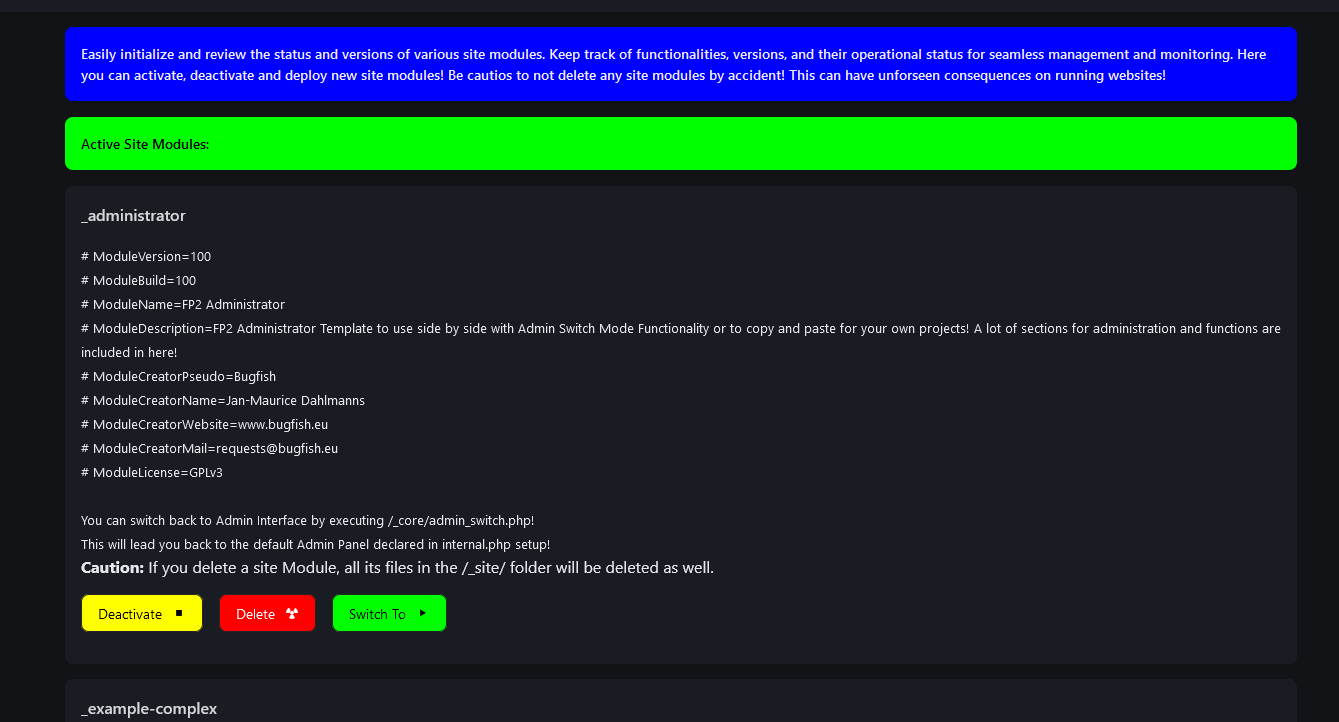 Easily initialize and review the status and versions of various site modules. Keep track of functionalities, versions, and their operational status for seamless management and monitoring. Here
you can activate, deactivate and deploy new site modules! Be cautios to not delete any site modules by accident! This can have unforseen consequences on running websites!
Active Site Modules:
_administrator
# ModuleVersion=100
# ModuleBuild=100
# ModuleName=FP2 Administrator
# ModuleDescription=FP2 Administrator Template to use side by side with Admin Switch Mode Functionality or to copy and paste for your own projects! A lot of sections for administration and functions are
included in here!
# ModuleCreatorPseudo=Bugfish
# ModuleCreatorName=Jan-Maurice Dahlmanns
# ModuleCreatorWebsite=www.bugfish.eu
# ModuleCreatorMail=requests@bugfish.eu
# ModuleLicense=GPLv3
You can switch back to Admin Interface by executing /_core/admin_switch.php!
This will lead you back to the default Admin Panel declared in internal.php setup!
Caution: If you delete a site Module, all its files in the /_site/ folder will be deleted as well.
Deactivate Delete Switch To
_example-complex